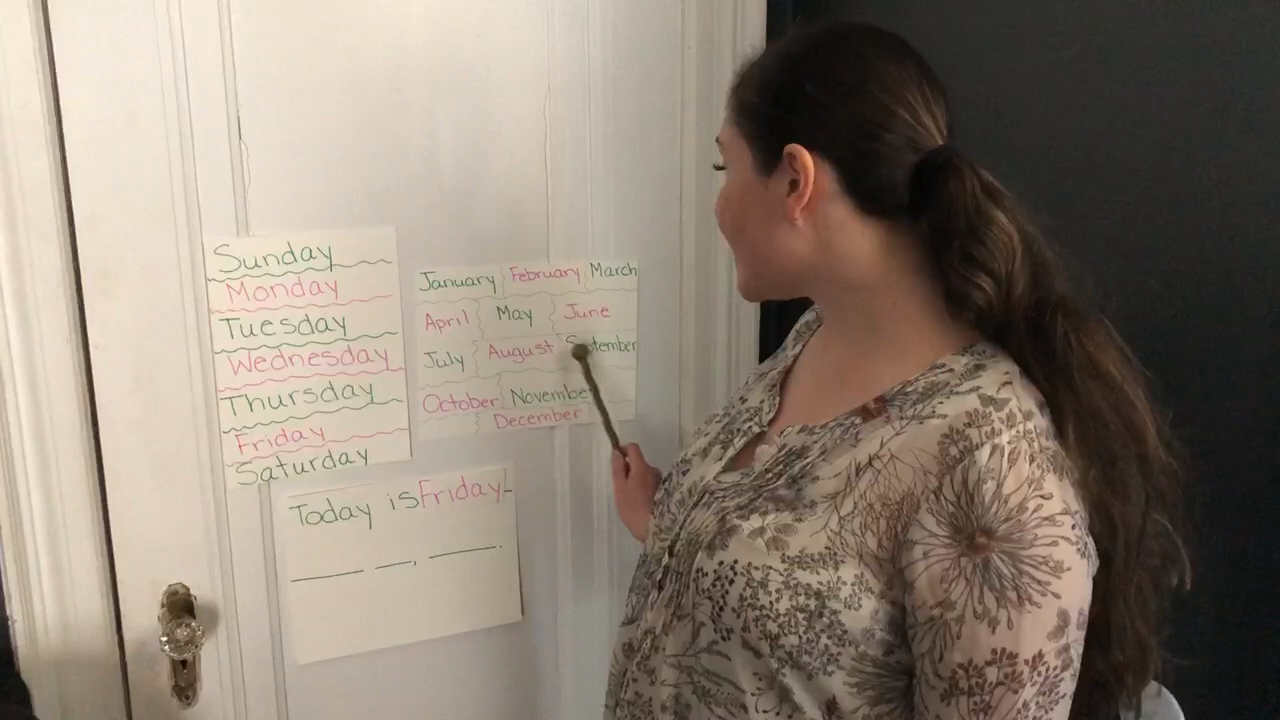 Sunday
Monday
Tuesday
Wednesday
Thursday
Friday
Saturday
January February March
April May June
July August September
October November
December
Today is Friday